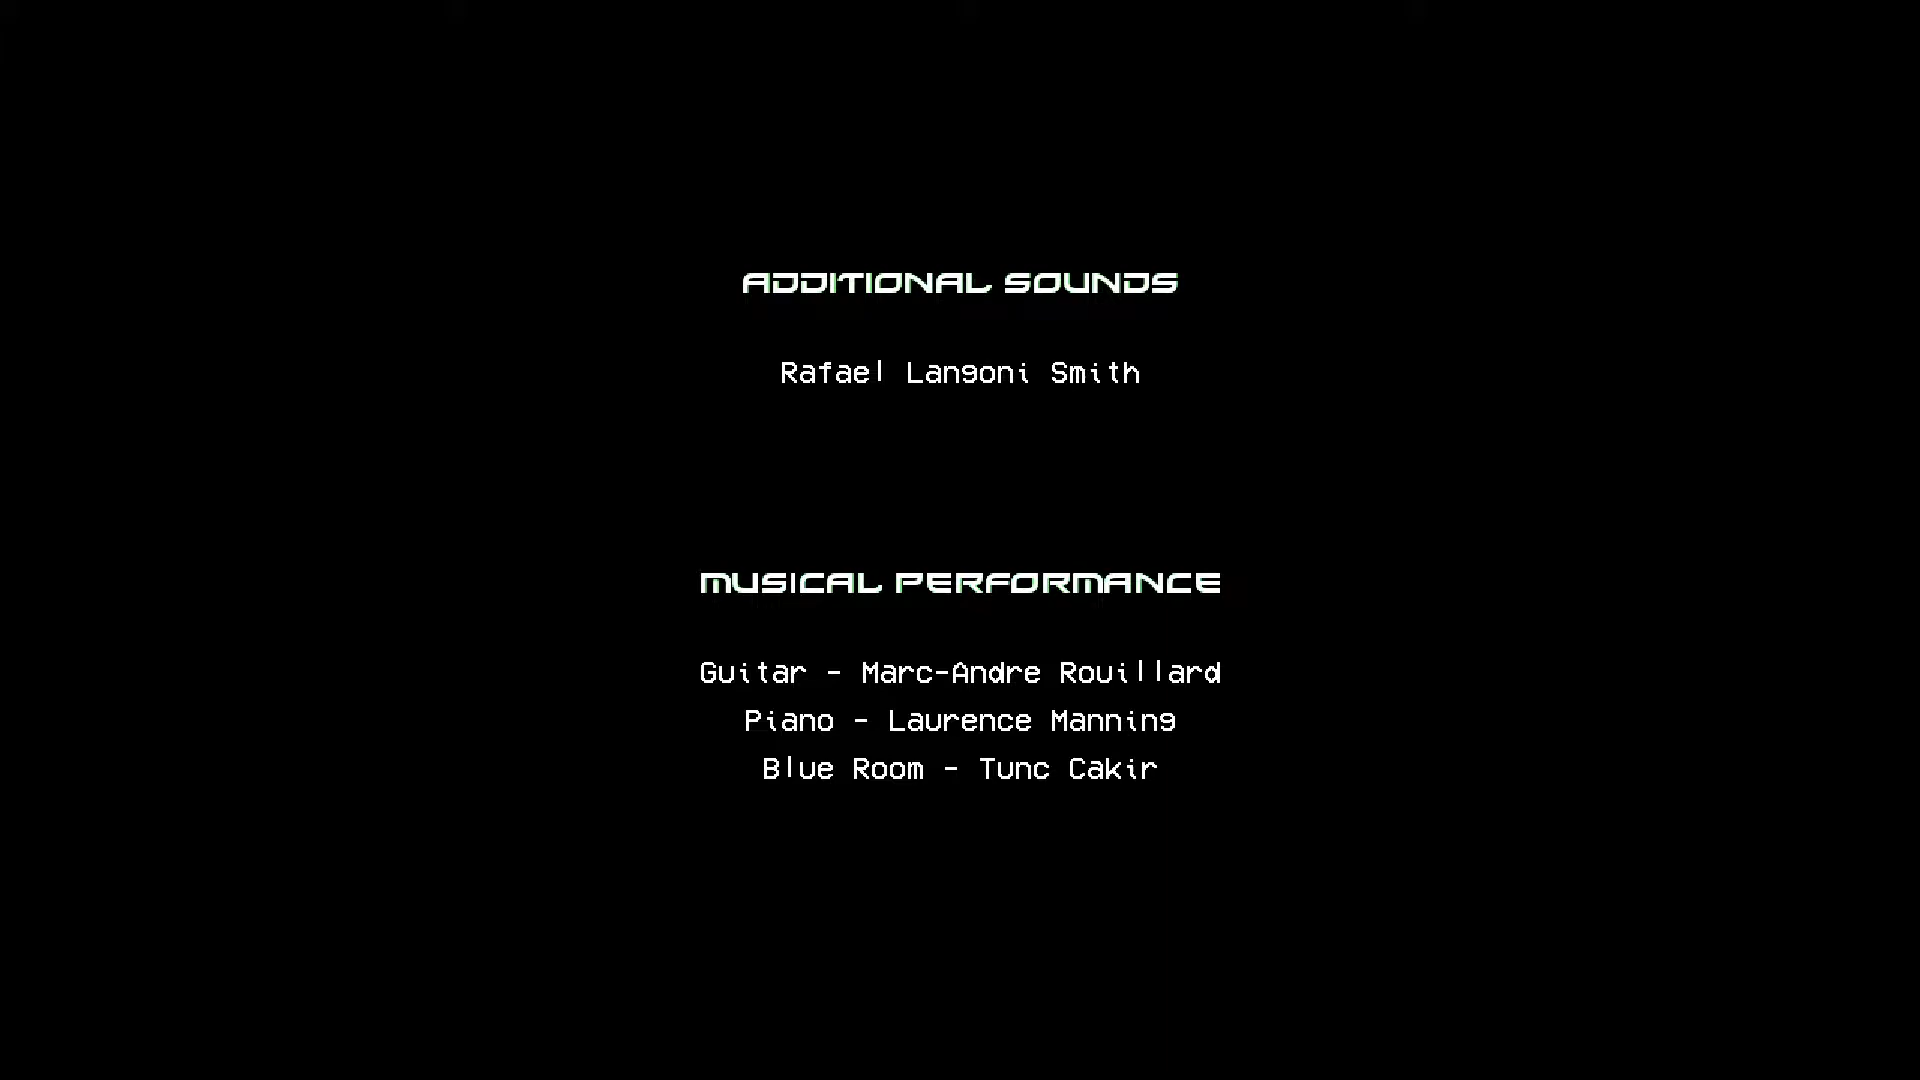 ADDITIONAL SOUNDS
Rafael Langoni Smith
MUSICAL PERFORMANCE
Guitar - Marc-Andre Rouillard
Piano - Laurence Manning
Blue Room - Tunc Cakir